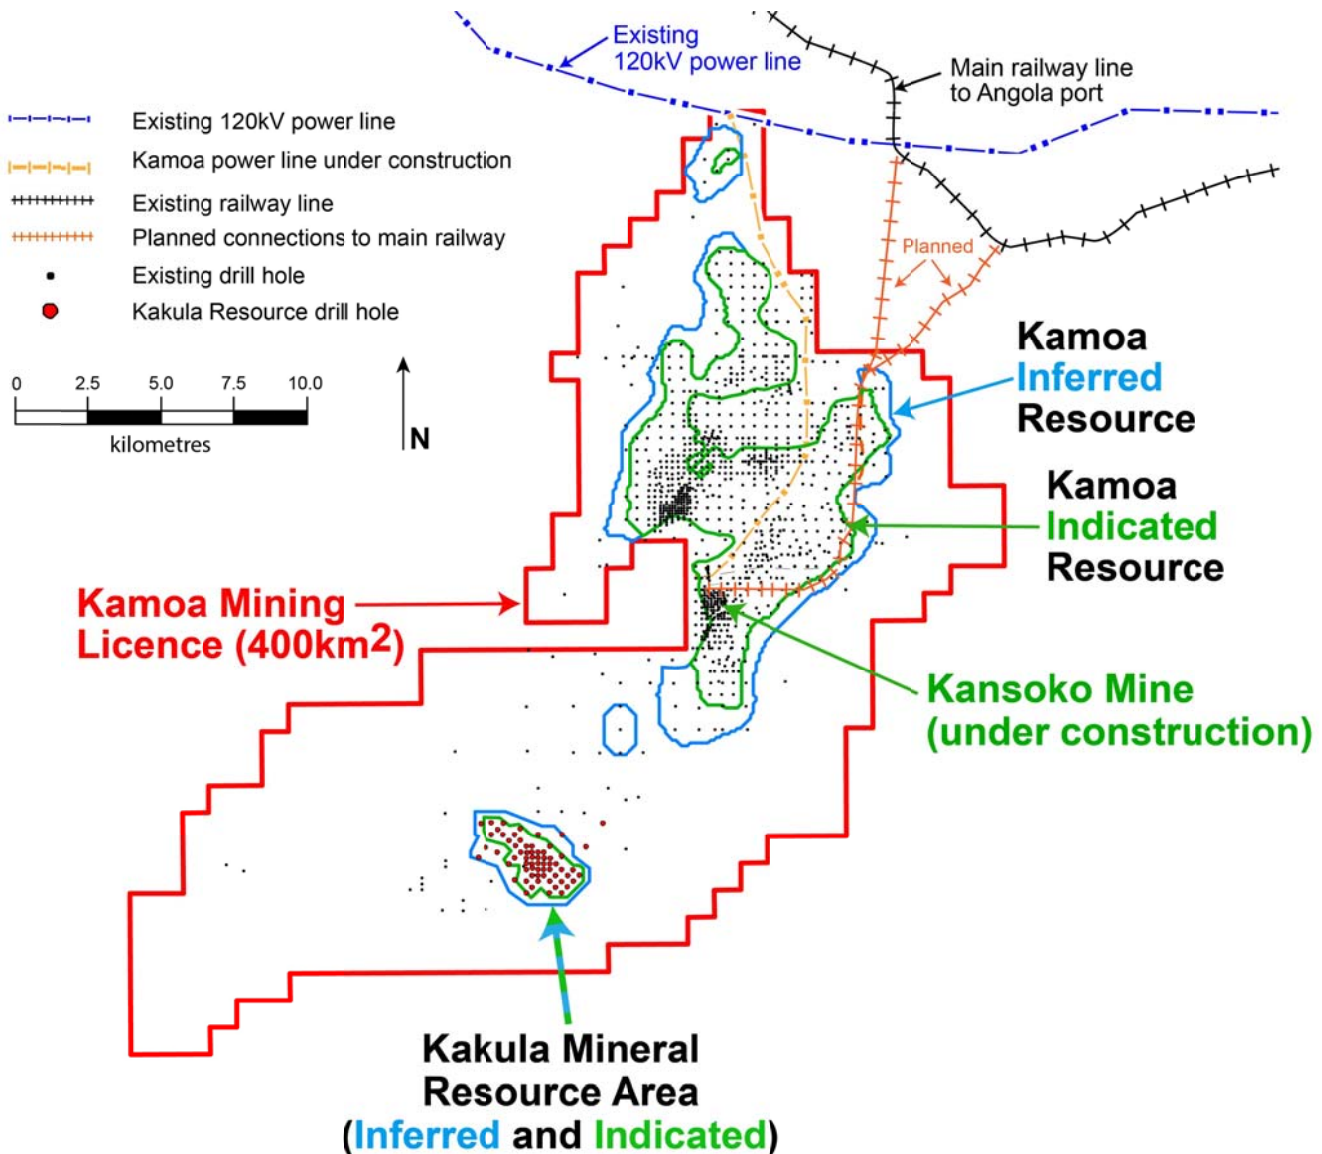 Existing
120kV power line
Main railway line
to Angola port
Existing 120kV power line
Kamoa power line under construction
Existing railway line
Planned connections to main railway
Existing drill hole
Kakula Resource drill hole
0 2.5 5.0 7.5 10.0
kilometres
N
Planned
Kamoa
Inferred
Resource
Kamoa
Indicated
Resource
Kamoa Mining
Licence (400km2)
Kansoko Mine
(under construction)
Kakula Mineral
Resource Area
(Inferred and Indicated)